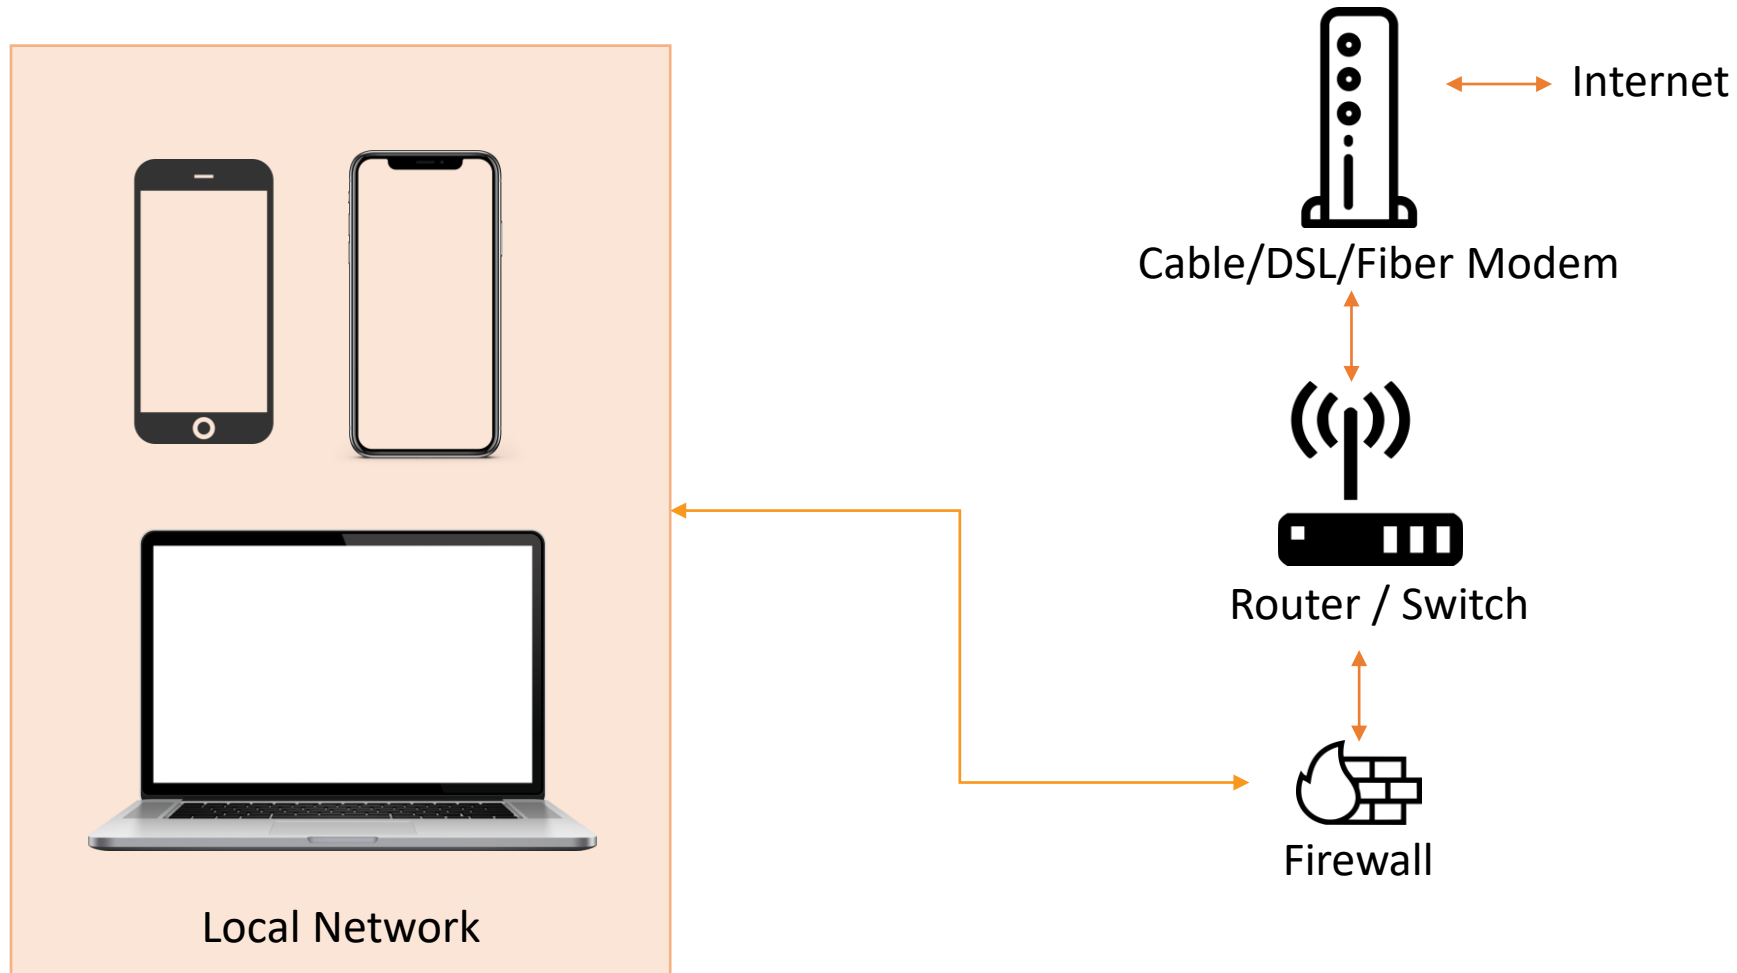 Internet
Cable/DSL/Fiber Modem
Router / Switch
Firewall
Local Network